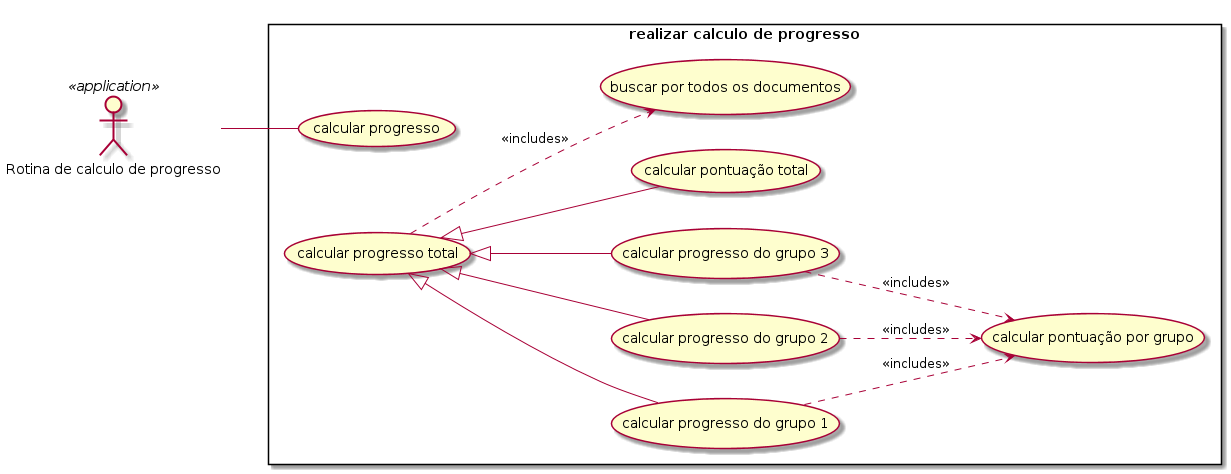 realizar calculo de progresso
«application»
Rotina de calculo de progresso
calcular progresso
buscar por todos os documentos
«includes»
calcular pontuação total
calcular progresso total
calcular progresso do grupo 3
«includes»
calcular progresso do grupo 2
«includes»
calcular pontuação por grupo
«includes»
calcular progresso do grupo 1